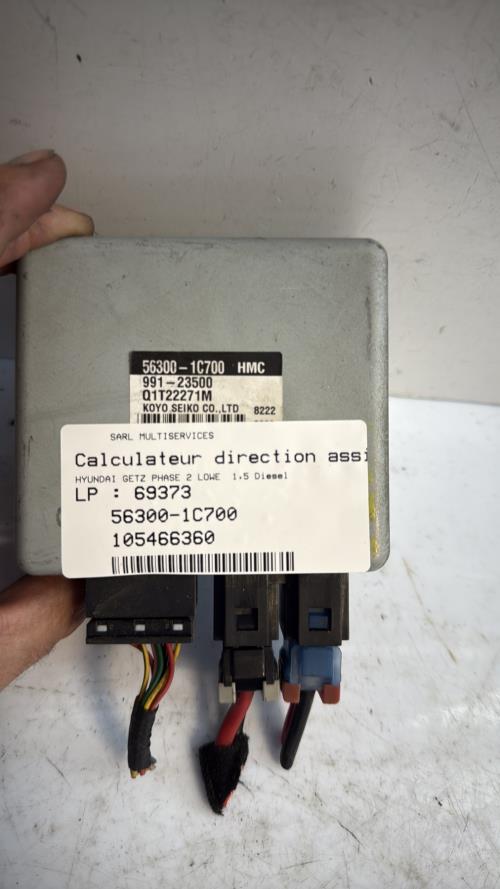 56300-1C700 HMC
991-23500
Q1T22271M
KOYO SEIKO CO.,LTD 8222
SARL MULTISERVICES
Calculateur direction assi
HYUNDAI GETZ PHASE 2 LOWE 1.5 Diesel
LP : 69373
56300-1C700
105466360